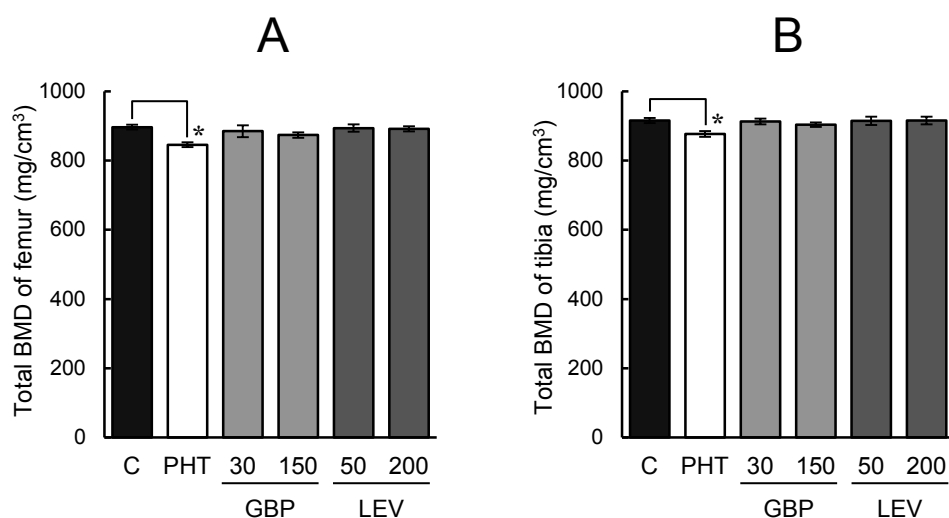 A
Total BMD of femur (mg/cm³)
1000
800
600
400
200
0
*
C PHT 30 150 50 200
GBP LEV
B
Total BMD of tibia (mg/cm³)
1000
800
600
400
200
0
*
C PHT 30 150 50 200
GBP LEV